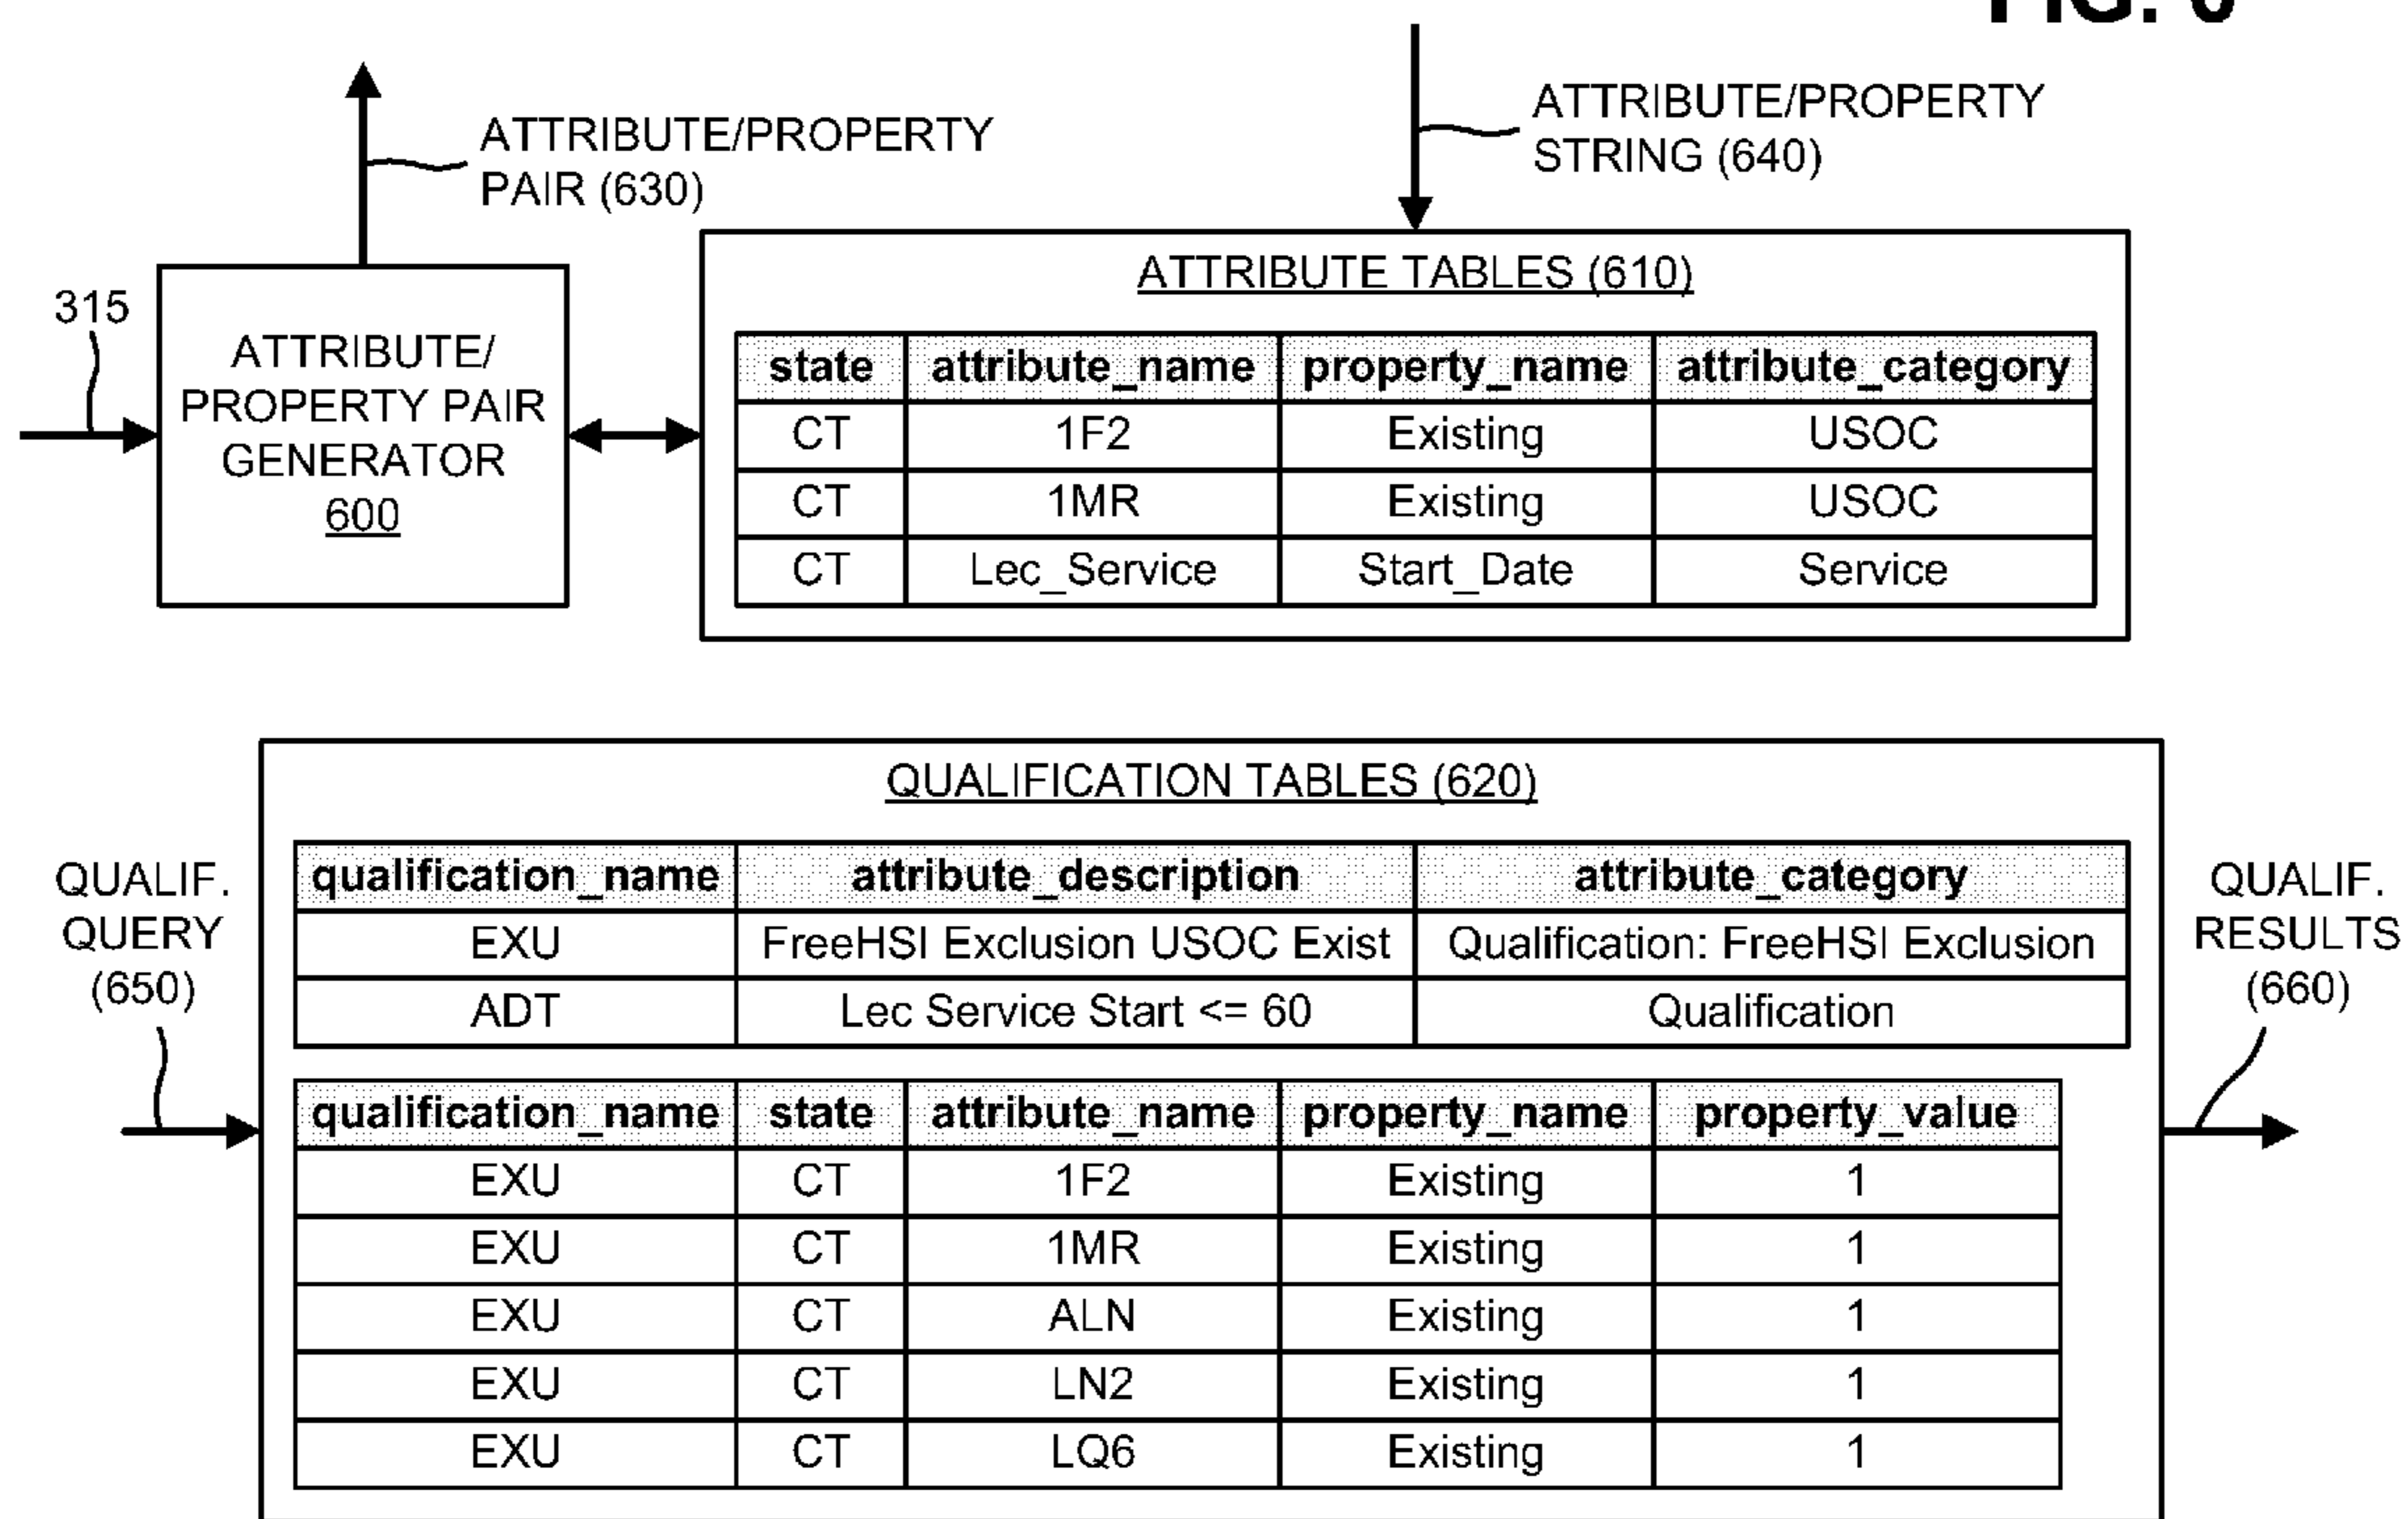 ATTRIBUTE/PROPERTY
PAIR (630)
ATTRIBUTE/PROPERTY
STRING (640)
315
ATTRIBUTE/
PROPERTY PAIR
GENERATOR
600
ATTRIBUTE TABLES (610)
state attribute_name property_name attribute_category
CT 1F2 Existing USOC
CT 1MR Existing USOC
CT Lec_Service Start_Date Service
QUALIFICATION TABLES (620)
QUALIF.
QUERY
(650)
qualification_name attribute_description attribute_category
EXU FreeHSI Exclusion USOC Exist Qualification: FreeHSI Exclusion
ADT Lec Service Start <= 60 Qualification
qualification_name state attribute_name property_name property_value
EXU CT 1F2 Existing 1
EXU CT 1MR Existing 1
EXU CT ALN Existing 1
EXU CT LN2 Existing 1
EXU CT LQ6 Existing 1
QUALIF.
RESULTS
(660)